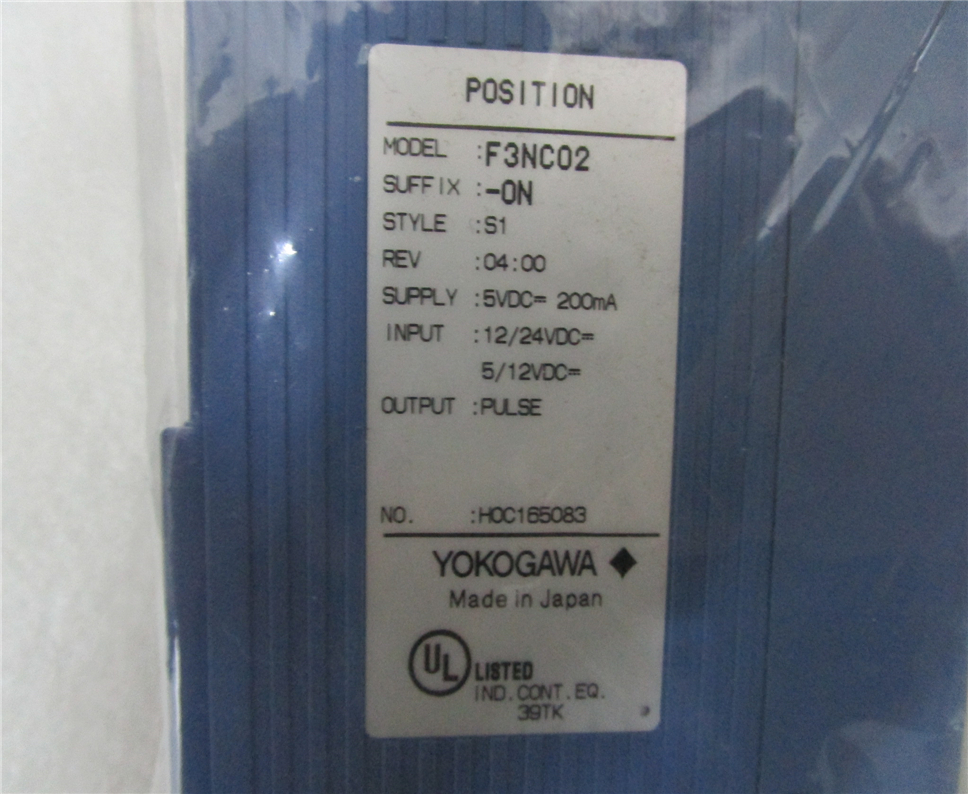 POSITION
MODEL :F3NC02
SUFFIX :-0N
STYLE :S1
REV :04:00
SUPPLY :5VDC= 200mA
INPUT :12/24VDC=
5/12VDC=
OUTPUT :PULSE
NO. :H0C165083
YOKOGAWA
Made in Japan
UL LISTED
IND.CONT.EQ.
39TK